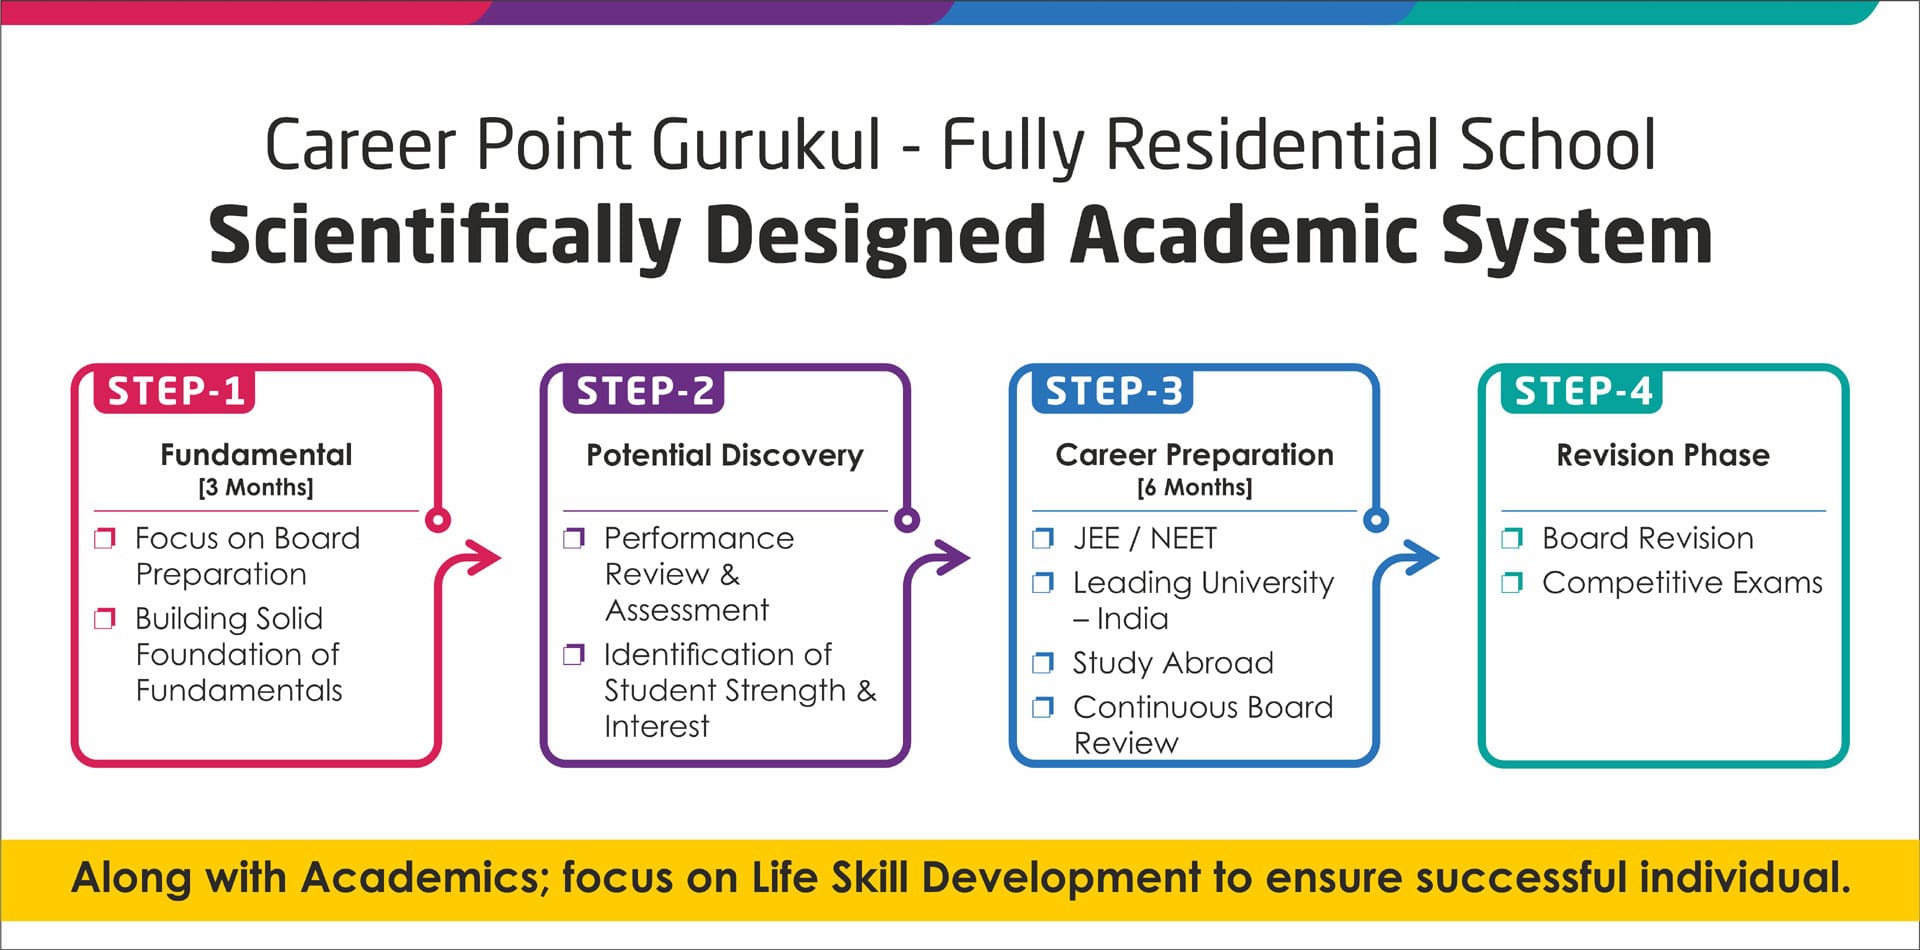 Career Point Gurukul - Fully Residential School
Scientifically Designed Academic System
STEP-1
Fundamental
[3 Months]
Focus on Board
Preparation
Building Solid
Foundation of
Fundamentals
STEP-2
Potential Discovery
Performance
Review &
Assessment
Identification of
Student Strength &
Interest
STEP-3
Career Preparation
[6 Months]
JEE / NEET
Leading University
– India
Study Abroad
Continuous Board
Review
STEP-4
Revision Phase
Board Revision
Competitive Exams
Along with Academics; focus on Life Skill Development to ensure successful individual.